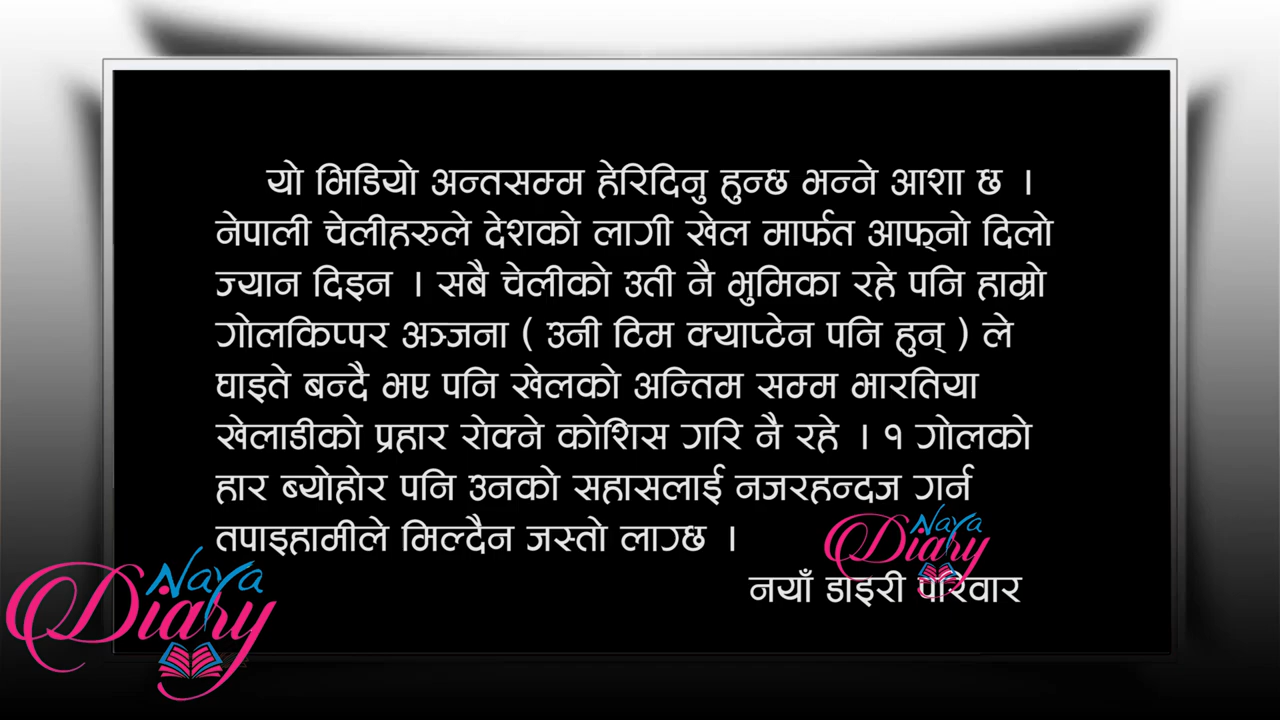 यो भिडियो अन्तसम्म हेरिदिनु हुन्छ भन्ने आशा छ ।
नेपाली चेलीहरुले देशको लागी खेल मार्फत आफ्नो दिलो
ज्यान दिइन । सबै चेलीको उती नै भुमिका रहे पनि हाम्रो
गोलकिप्पर अञ्जना ( उनी टिम क्याप्टेन पनि हुन् ) ले
घाइते बन्दै भए पनि खेलको अन्तिम सम्म भारतिया
खेलाडीको प्रहार रोक्ने कोशिस गरि नै रहे । १ गोलको
हार ब्योहोर पनि उनको सहासलाई नजरहन्दज गर्न
तपाइहामीले मिल्दैन जस्तो लाग्छ ।
Naya
Diary
नयाँ डाइरी परिवार
Naya
Diary